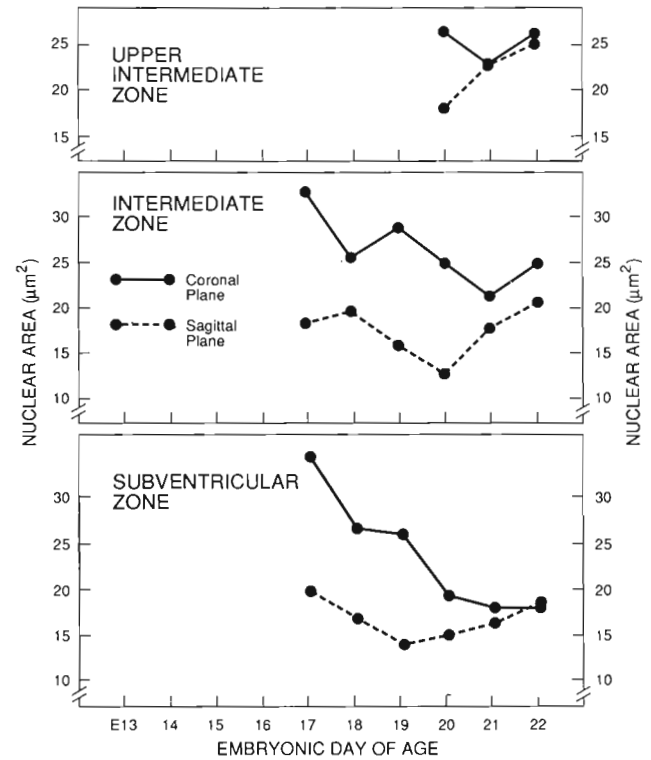 UPPER
INTERMEDIATE
ZONE
25
20
15
25
20
15
INTERMEDIATE
ZONE
Coronal
Plane
Sagittal
Plane
30
25
20
15
10
30
25
20
15
10
NUCLEAR AREA (μm²)
NUCLEAR AREA (μm²)
SUBVENTRICULAR
ZONE
30
25
20
15
10
30
25
20
15
10
E13 14 15 16 17 18 19 20 21 22
EMBRYONIC DAY OF AGE